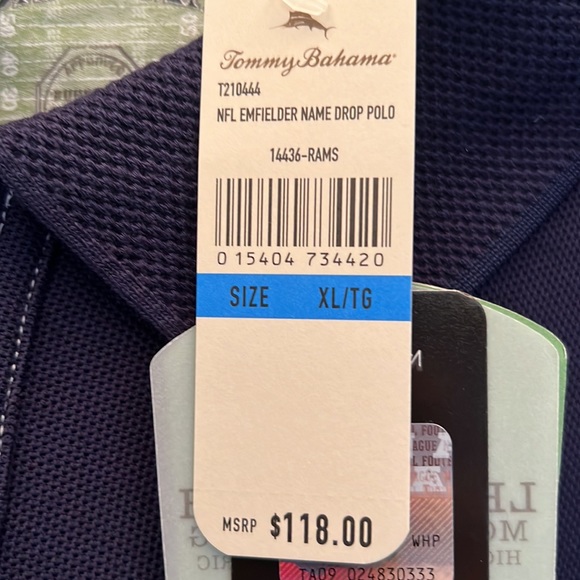 Tommy Bahama
T210444
NFL EMFIELDER NAME DROP POLO
14436-RAMS
0 15404 734420
SIZE XL/TG
MSRP $118.00
WHP
TA09 024830333